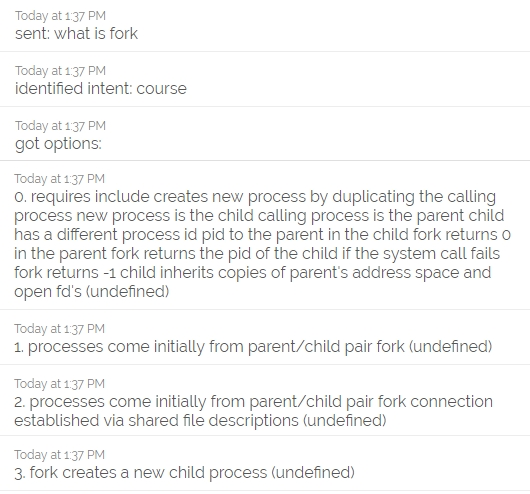 Today at 1:37 PM
sent: what is fork
Today at 1:37 PM
identified intent: course
Today at 1:37 PM
got options:
Today at 1:37 PM
0. requires include creates new process by duplicating the calling
process new process is the child calling process is the parent child
has a different process id pid to the parent in the child fork returns 0
in the parent fork returns the pid of the child if the system call fails
fork returns -1 child inherits copies of parent's address space and
open fd's (undefined)
Today at 1:37 PM
1. processes come initially from parent/child pair fork (undefined)
Today at 1:37 PM
2. processes come initially from parent/child pair fork connection
established via shared file descriptions (undefined)
Today at 1:37 PM
3. fork creates a new child process (undefined)